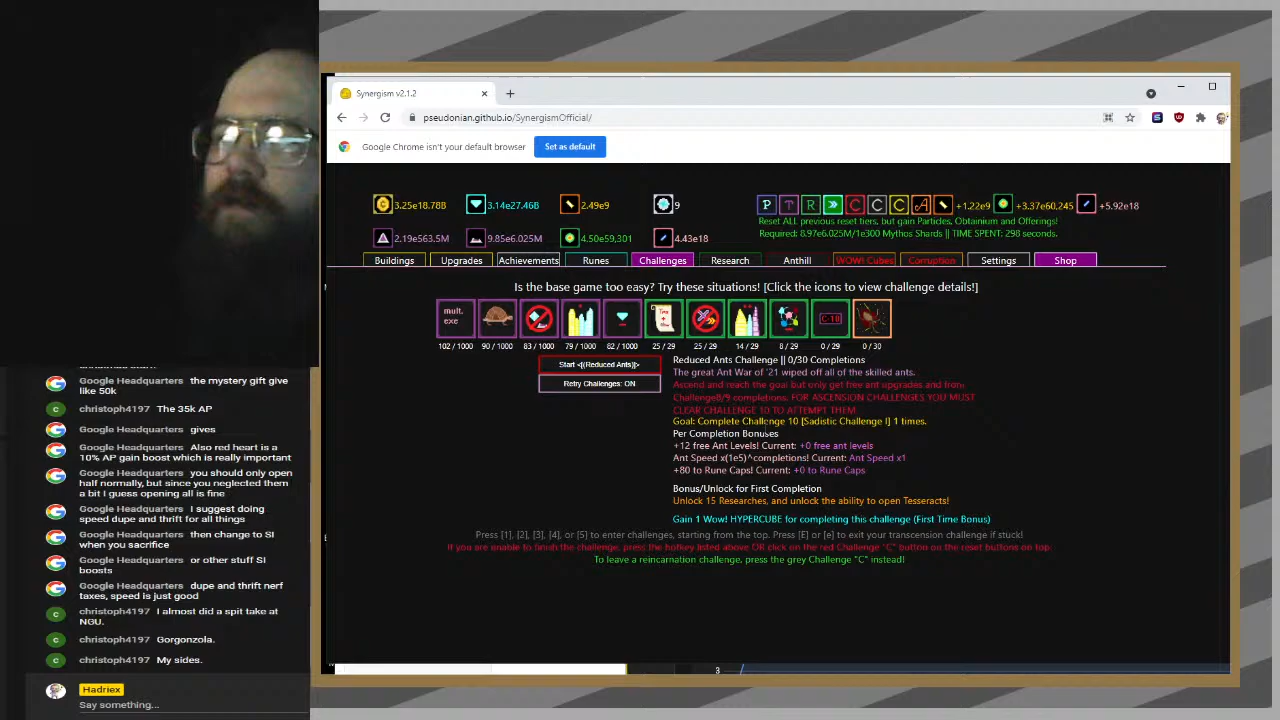 Google Headquarters the mystery gift give
like 50k
christoph4197 The 35k AP
Google Headquarters gives
Google Headquarters Also red heart is a
10% AP gain boost which is really important
Google Headquarters you should only open
half normally, but since you neglected them
a bit I guess opening all is fine
Google Headquarters I suggest doing
speed dupe and thrift for all things
Google Headquarters then change to SI
when you sacrifice
Google Headquarters or other stuff SI
boosts
Google Headquarters dupe and thrift nerf
taxes, speed is just good
christoph4197 I almost did a spit take at
NGU.
christoph4197 Gorgonzola.
christoph4197 My sides.
Hadriex
Say something...
Synergism v2.1.2
pseudonian.github.io/SynergismOfficial/
Google Chrome isn't your default browser
Set as default
3.25e18.78B
3.14e27.46B
2.49e9
9
+1.22e9
+3.37e60,245
+5.92e18
2.19e563.5M
9.85e6.025M
4.50e59,301
4.43e18
Reset ALL previous reset tiers, but gain Particles, Obtainium and Offerings!
Required: 8.97e6.025M/1e300 Mythos Shards || TIME SPENT: 298 seconds.
Buildings
Upgrades
Achievements
Runes
Challenges
Research
Anthill
WOW! Cubes
Corruption
Settings
Shop
Is the base game too easy? Try these situations! [Click the icons to view challenge details!]
mult.
exe
C-10
102 / 1000
90 / 1000
83 / 1000
79 / 1000
82 / 1000
25 / 29
25 / 29
14 / 29
8 / 29
0 / 29
0 / 30
Start <[(Reduced Ants)]>
Retry Challenges: ON
Reduced Ants Challenge || 0/30 Completions
The great Ant War of '21 wiped off all of the skilled ants.
Ascend and reach the goal but only get free ant upgrades and from
Challenge8/9 completions. FOR ASCENSION CHALLENGES YOU MUST
CLEAR CHALLENGE 10 TO ATTEMPT THEM
Goal: Complete Challenge 10 [Sadistic Challenge I] 1 times.
Per Completion Bonuses
+12 free Ant Levels! Current: +0 free ant levels
Ant Speed x(1e5)^completions! Current: Ant Speed x1
+80 to Rune Caps! Current: +0 to Rune Caps
Bonus/Unlock for First Completion
Unlock 15 Researches, and unlock the ability to open Tesseracts!
Gain 1 Wow! HYPERCUBE for completing this challenge (First Time Bonus)
Press [1], [2], [3], [4], or [5] to enter challenges, starting from the top. Press [E] or [e] to exit your transcension challenge if stuck!
If you are unable to finish the challenge, press the hotkey listed above OR click on the red Challenge "C" button on the reset buttons on top.
To leave a reincarnation challenge, press the grey Challenge "C" instead!
3